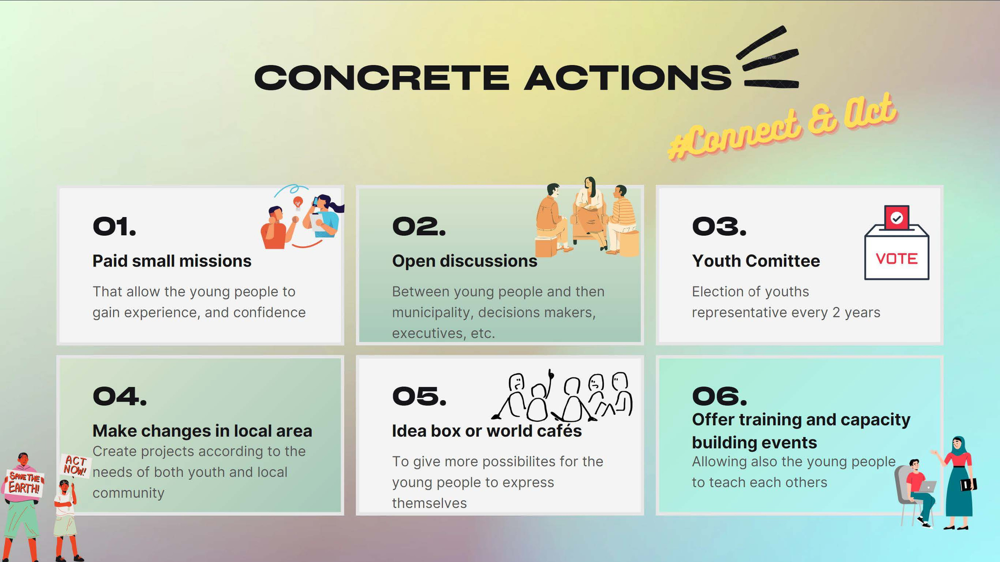 CONCRETE ACTIONS
#Connect & Act
01.
Paid small missions
That allow the young people to
gain experience, and confidence
02.
Open discussions
Between young people and then
municipality, decisions makers,
executives, etc.
03.
Youth Comittee
Election of youths
representative every 2 years
VOTE
04.
Make changes in local area
Create projects according to the
needs of both youth and local
community
SAVE THE
EARTH!
ACT
NOW!
05.
Idea box or world cafés
To give more possibilites for the
young people to express
themselves
06.
Offer training and capacity
building events
Allowing also the young people
to teach each others